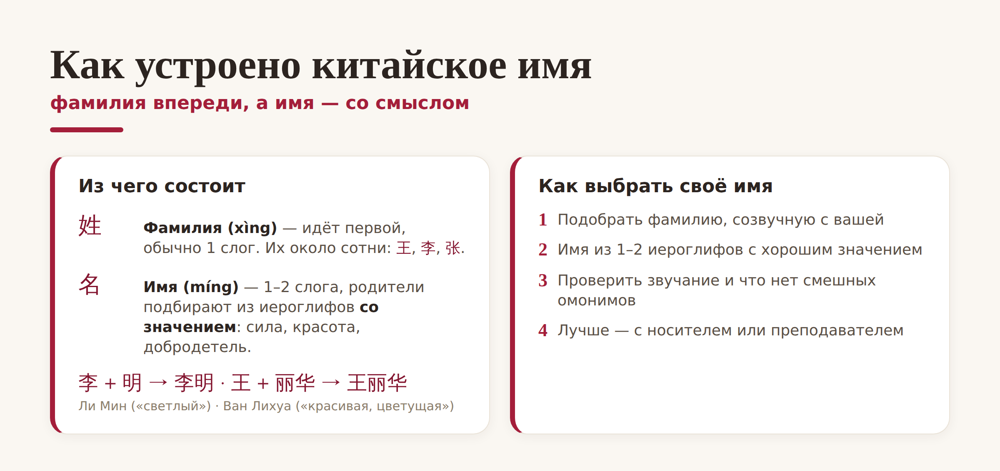 Как устроено китайское имя
фамилия впереди, а имя — со смыслом
Из чего состоит
姓
Фамилия (xìng) — идёт первой,
обычно 1 слог. Их около сотни: 王, 李, 张.
名
Имя (míng) — 1–2 слога, родители
подбирают из иероглифов со
значением: сила, красота,
добродетель.
李 + 明 → 李明 · 王 + 丽华 → 王丽华
Ли Мин («светлый») · Ван Лихуа («красивая, цветущая»)
Как выбрать своё имя
1 Подобрать фамилию, созвучную с вашей
2 Имя из 1–2 иероглифов с хорошим значением
3 Проверить звучание и что нет смешных
омонимов
4 Лучше — с носителем или преподавателем